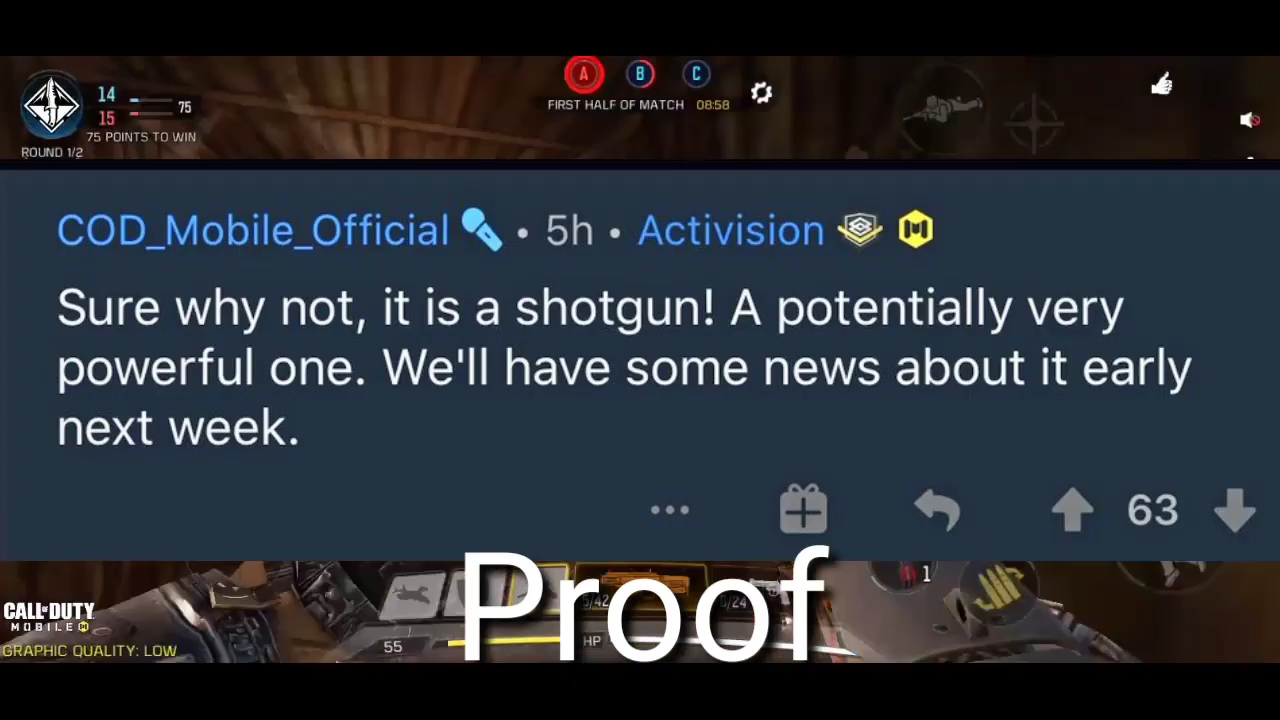 14
75
15
75 POINTS TO WIN
ROUND 1/2
A B C
FIRST HALF OF MATCH 08:58
COD_Mobile_Official • 5h • Activision
Sure why not, it is a shotgun! A potentially very
powerful one. We'll have some news about it early
next week.
63
Proof
1
CALL OF DUTY
MOBILE
55
HP
GRAPHIC QUALITY: LOW